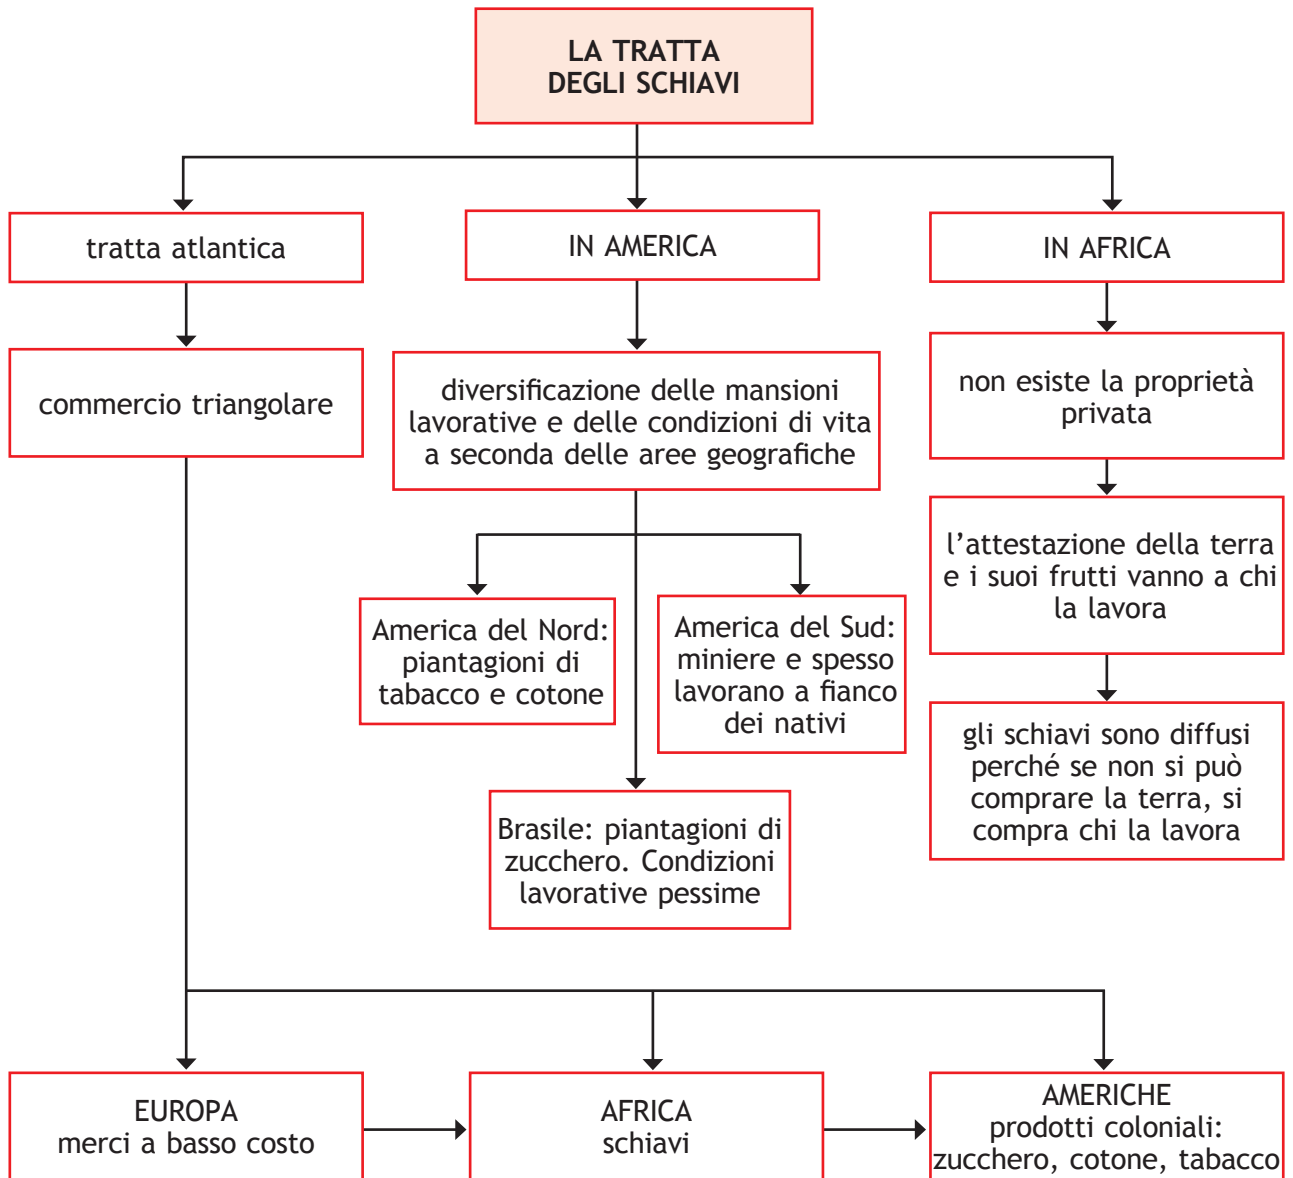 LA TRATTA
DEGLI SCHIAVI
tratta atlantica
IN AMERICA
IN AFRICA
commercio triangolare
diversificazione delle mansioni
lavorative e delle condizioni di vita
a seconda delle aree geografiche
non esiste la proprietà
privata
l’attestazione della terra
e i suoi frutti vanno a chi
la lavora
America del Nord:
piantagioni di
tabacco e cotone
America del Sud:
miniere e spesso
lavorano a fianco
dei nativi
gli schiavi sono diffusi
perché se non si può
comprare la terra, si
compra chi la lavora
Brasile: piantagioni di
zucchero. Condizioni
lavorative pessime
EUROPA
merci a basso costo
AFRICA
schiavi
AMERICHE
prodotti coloniali:
zucchero, cotone, tabacco